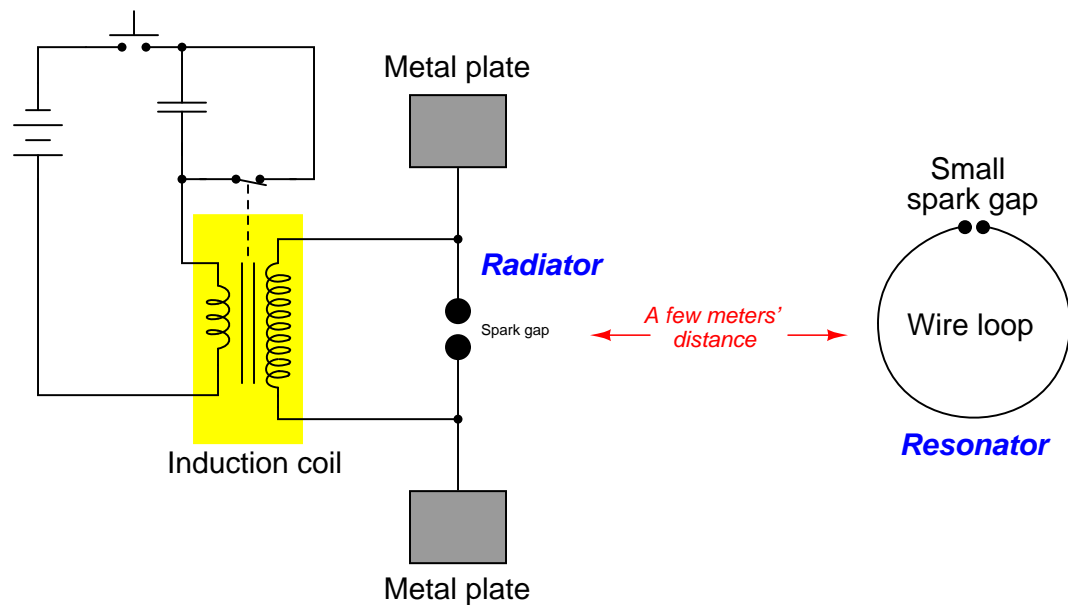 Metal plate
Radiator
Spark gap
Induction coil
Metal plate
A few meters'
distance
Small
spark gap
Wire loop
Resonator